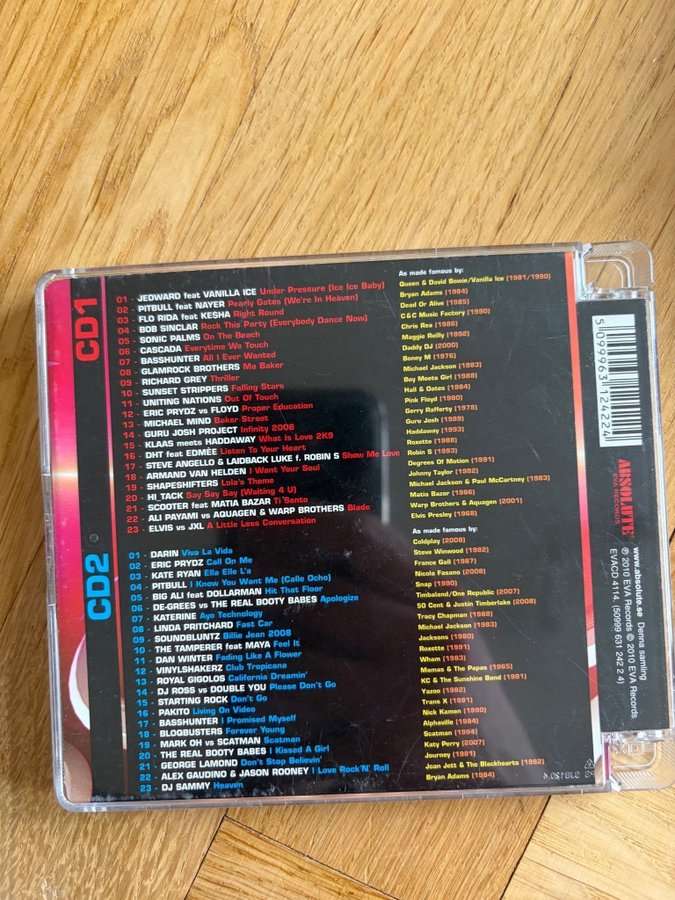 CD1
01 - JEDWARD feat VANILLA ICE Under Pressure (Ice Ice Baby)
02 - PITBULL feat NAYER Pearly Gates (We're In Heaven)
03 - FLO RIDA feat KESHA Right Round
04 - BOB SINCLAR Rock This Party (Everybody Dance Now)
05 - SONIC PALMS On The Beach
06 - CASCADA Everytime We Touch
07 - BASSHUNTER All I Ever Wanted
08 - GLAMROCK BROTHERS Ma Baker
09 - RICHARD GREY Thriller
10 - SUNSET STRIPPERS Falling Stars
11 - UNITING NATIONS Out Of Touch
12 - ERIC PRYDZ vs FLOYD Proper Education
13 - MICHAEL MIND Baker Street
14 - GURU JOSH PROJECT Infinity 2008
15 - KLAAS meets HADDAWAY What Is Love 2K9
16 - DHT feat EDMÉE Listen To Your Heart
17 - STEVE ANGELLO & LAIDBACK LUKE f. ROBIN S Show Me Love
18 - ARMAND VAN HELDEN I Want Your Soul
19 - SHAPESHIFTERS Lola's Theme
20 - HI_TACK Say Say Say (Waiting 4 U)
21 - SCOOTER feat MATIA BAZAR Ti Sento
22 - ALI PAYAMI vs AQUAGEN & WARP BROTHERS Blade
23 - ELVIS vs JXL A Little Less Conversation
As made famous by:
Queen & David Bowie/Vanilla Ice (1981/1990)
Bryan Adams (1984)
Dead Or Alive (1985)
C&C Music Factory (1990)
Chris Rea (1986)
Maggie Reilly (1992)
Daddy DJ (2000)
Boney M (1976)
Michael Jackson (1983)
Boy Meets Girl (1988)
Hall & Oates (1984)
Pink Floyd (1980)
Gerry Rafferty (1978)
Guru Josh (1989)
Haddaway (1993)
Roxette (1988)
Robin S (1993)
Degrees Of Motion (1991)
Johnny Taylor (1982)
Michael Jackson & Paul McCartney (1983)
Matia Bazar (1986)
Warp Brothers & Aquagen (2001)
Elvis Presley (1968)
CD2
01 - DARIN Viva La Vida
02 - ERIC PRYDZ Call On Me
03 - KATE RYAN Ella Elle L'a
04 - PITBULL I Know You Want Me (Calle Ocho)
05 - BIG ALI feat DOLLARMAN Hit That Floor
06 - DE-GREES vs THE REAL BOOTY BABES Apologize
07 - KATERINE Ayo Technology
08 - LINDA PRITCHARD Fast Car
09 - SOUNDBLUNTZ Billie Jean 2008
10 - THE TAMPERER feat MAYA Feel It
11 - DAN WINTER Fading Like A Flower
12 - VINYLSHAKERZ Club Tropicana
13 - ROYAL GIGOLOS California Dreamin'
14 - DJ ROSS vs DOUBLE YOU Please Don't Go
15 - STARTING ROCK Don't Go
16 - PAKITO Living On Video
17 - BASSHUNTER I Promised Myself
18 - BLOQBUSTERS Forever Young
19 - MARK OH vs SCATMAN Scatman
20 - THE REAL BOOTY BABES I Kissed A Girl
21 - GEORGE LAMOND Don't Stop Believin'
22 - ALEX GAUDINO & JASON ROONEY I Love Rock'N' Roll
23 - DJ SAMMY Heaven
As made famous by:
Coldplay (2008)
Steve Winwood (1982)
France Gall (1987)
Nicola Fasano (2008)
Snap (1990)
Timbaland/One Republic (2007)
50 Cent & Justin Timberlake (2008)
Tracy Chapman (1988)
Michael Jackson (1983)
Jacksons (1980)
Roxette (1991)
Wham (1983)
Mamas & the Papas (1965)
KC & The Sunshine Band (1981)
Yazoo (1982)
Trans X (1981)
Nick Kamen (1990)
Alphaville (1984)
Scatman (1994)
Katy Perry (2007)
Journey (1981)
Joan Jett & The Blackhearts (1982)
Bryan Adams (1984)
5 099963 124224
ABSOLUTE
EVA RECORDS
www.absolute.se Denna samling
℗ 2010 EVA Records © 2010 EVA Records
EVACD 4114, (50999 631 242 2 4)